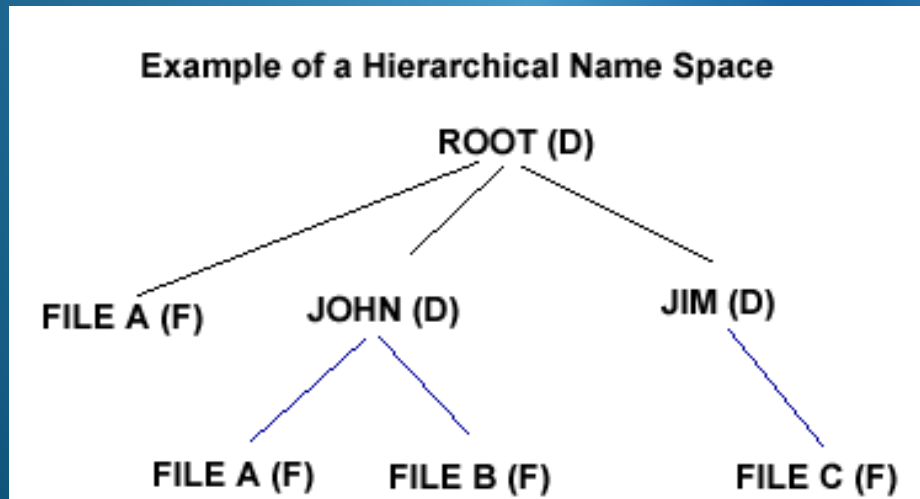 Example of a Hierarchical Name Space
ROOT (D)
FILE A (F)
JOHN (D)
JIM (D)
FILE A (F)
FILE B (F)
FILE C (F)